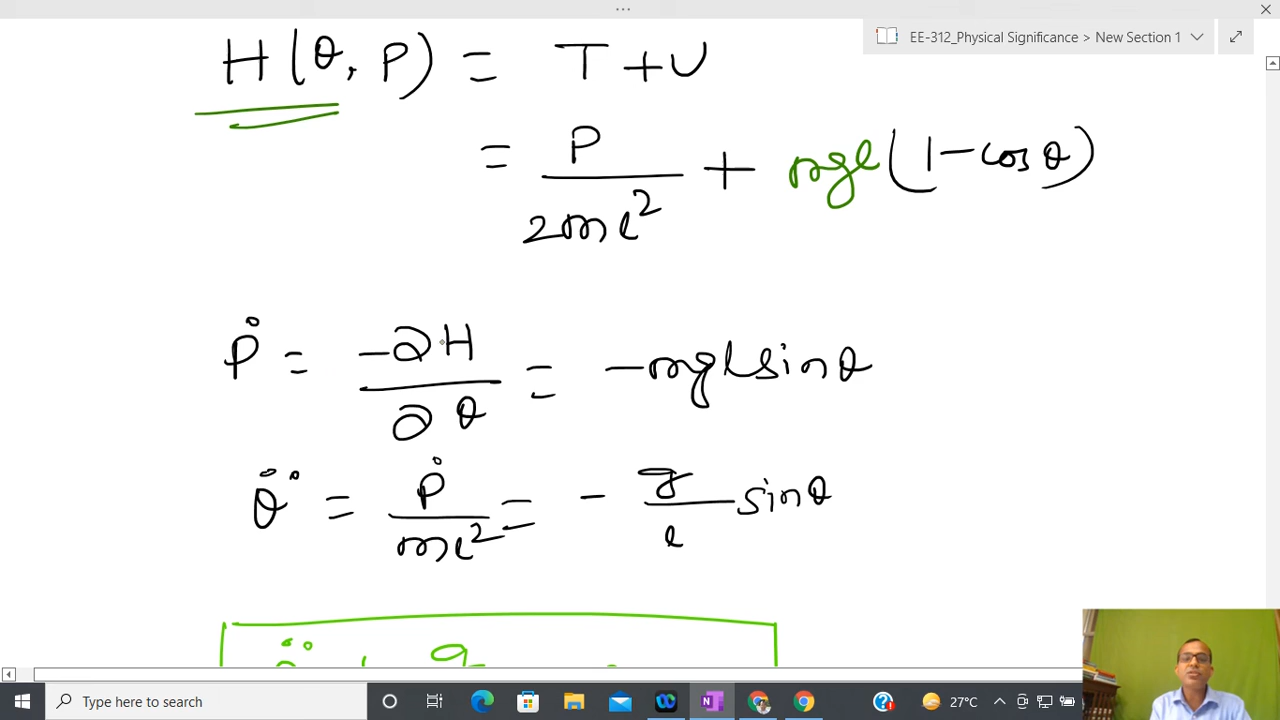 EE-312_Physical Significance > New Section 1
H(θ, P) = T + U
= P / 2ml² + mgl(1 - cos θ)
Ṗ = -∂H / ∂θ = -mgl sin θ
θ̈ = Ṗ / ml² = - g / l sin θ
Type here to search
27°C